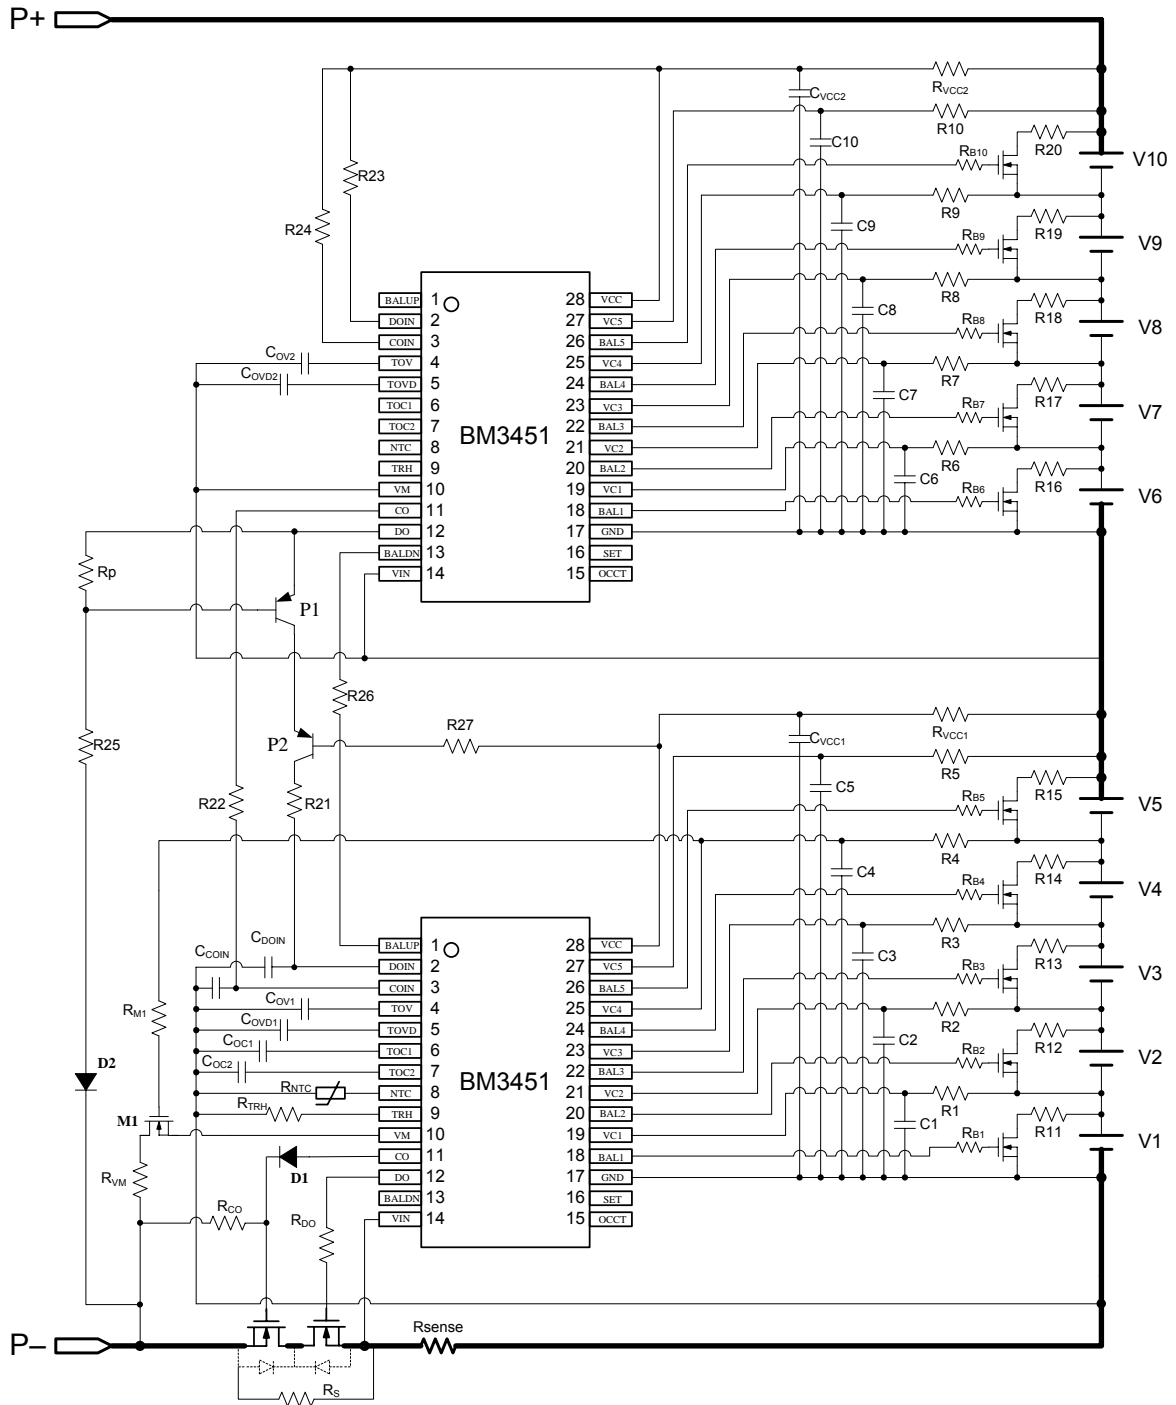 P+
CVCC2
RVCC2
R10
C10
R20
RB10
V10
R23
R24
R9
C9
R19
RB9
V9
R8
C8
R18
RB8
V8
R7
C7
R17
RB7
V7
R6
C6
R16
RB6
V6
COV2
COVD2
BALUP 1
DOIN 2
COIN 3
TOV 4
TOVD 5
TOC1 6
TOC2 7
NTC 8
TRH 9
VM 10
CO 11
DO 12
BALDN 13
VIN 14
BM3451
28 VCC
27 VC5
26 BAL5
25 VC4
24 BAL4
23 VC3
22 BAL3
21 VC2
20 BAL2
19 VC1
18 BAL1
17 GND
16 SET
15 OCCT
Rp
P1
R26
R25
P2
R27
R22
R21
CVCC1
RVCC1
R5
C5
R15
RB5
V5
R4
C4
R14
RB4
V4
R3
C3
R13
RB3
V3
R2
C2
R12
RB2
V2
R1
C1
R11
RB1
V1
CCOIN
CDOIN
RM1
COV1
COVD1
COC1
COC2
RNTC
RTRH
D2
M1
D1
RVM
RCO
RDO
BALUP 1
DOIN 2
COIN 3
TOV 4
TOVD 5
TOC1 6
TOC2 7
NTC 8
TRH 9
VM 10
CO 11
DO 12
BALDN 13
VIN 14
BM3451
28 VCC
27 VC5
26 BAL5
25 VC4
24 BAL4
23 VC3
22 BAL3
21 VC2
20 BAL2
19 VC1
18 BAL1
17 GND
16 SET
15 OCCT
P–
Rsense
RS